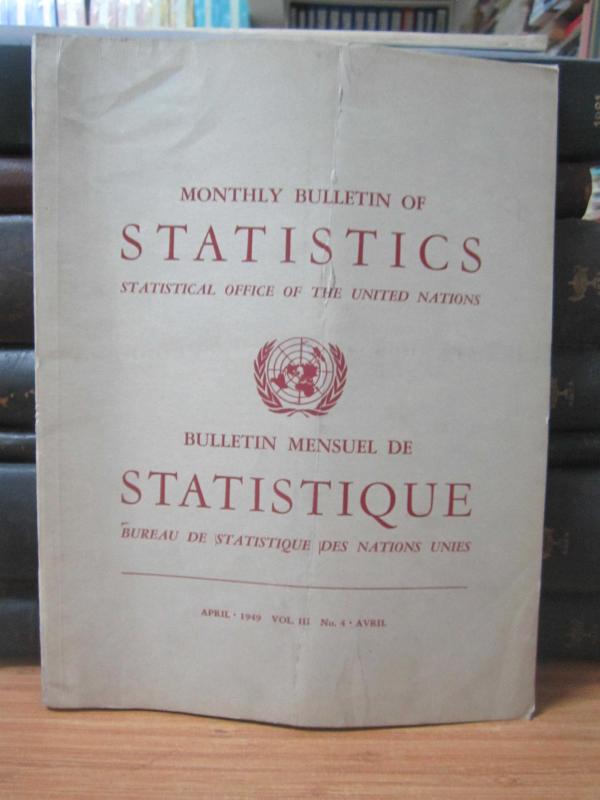 MONTHLY BULLETIN OF
STATISTICS
STATISTICAL OFFICE OF THE UNITED NATIONS
BULLETIN MENSUEL DE
STATISTIQUE
BUREAU DE STATISTIQUE DES NATIONS UNIES
APRIL · 1949 VOL. III No. 4 · AVRIL
1981